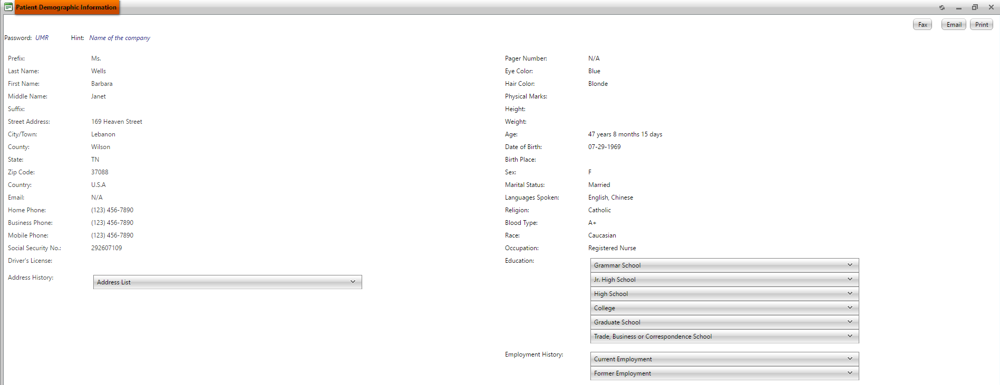 Patient Demographic Information
Fax Email Print
Password: UMR Hint: Name of the company
Prefix: Ms.
Last Name: Wells
First Name: Barbara
Middle Name: Janet
Suffix:
Street Address: 169 Heaven Street
City/Town: Lebanon
County: Wilson
State: TN
Zip Code: 37088
Country: U.S.A
Email: N/A
Home Phone: (123) 456-7890
Business Phone: (123) 456-7890
Mobile Phone: (123) 456-7890
Social Security No.: 292607109
Driver's License:
Address History: Address List
Pager Number: N/A
Eye Color: Blue
Hair Color: Blonde
Physical Marks:
Height:
Weight:
Age: 47 years 8 months 15 days
Date of Birth: 07-29-1969
Birth Place:
Sex: F
Marital Status: Married
Languages Spoken: English, Chinese
Religion: Catholic
Blood Type: A+
Race: Caucasian
Occupation: Registered Nurse
Education: Grammar School
Jr. High School
High School
College
Graduate School
Trade, Business or Correspondence School
Employment History: Current Employment
Former Employment